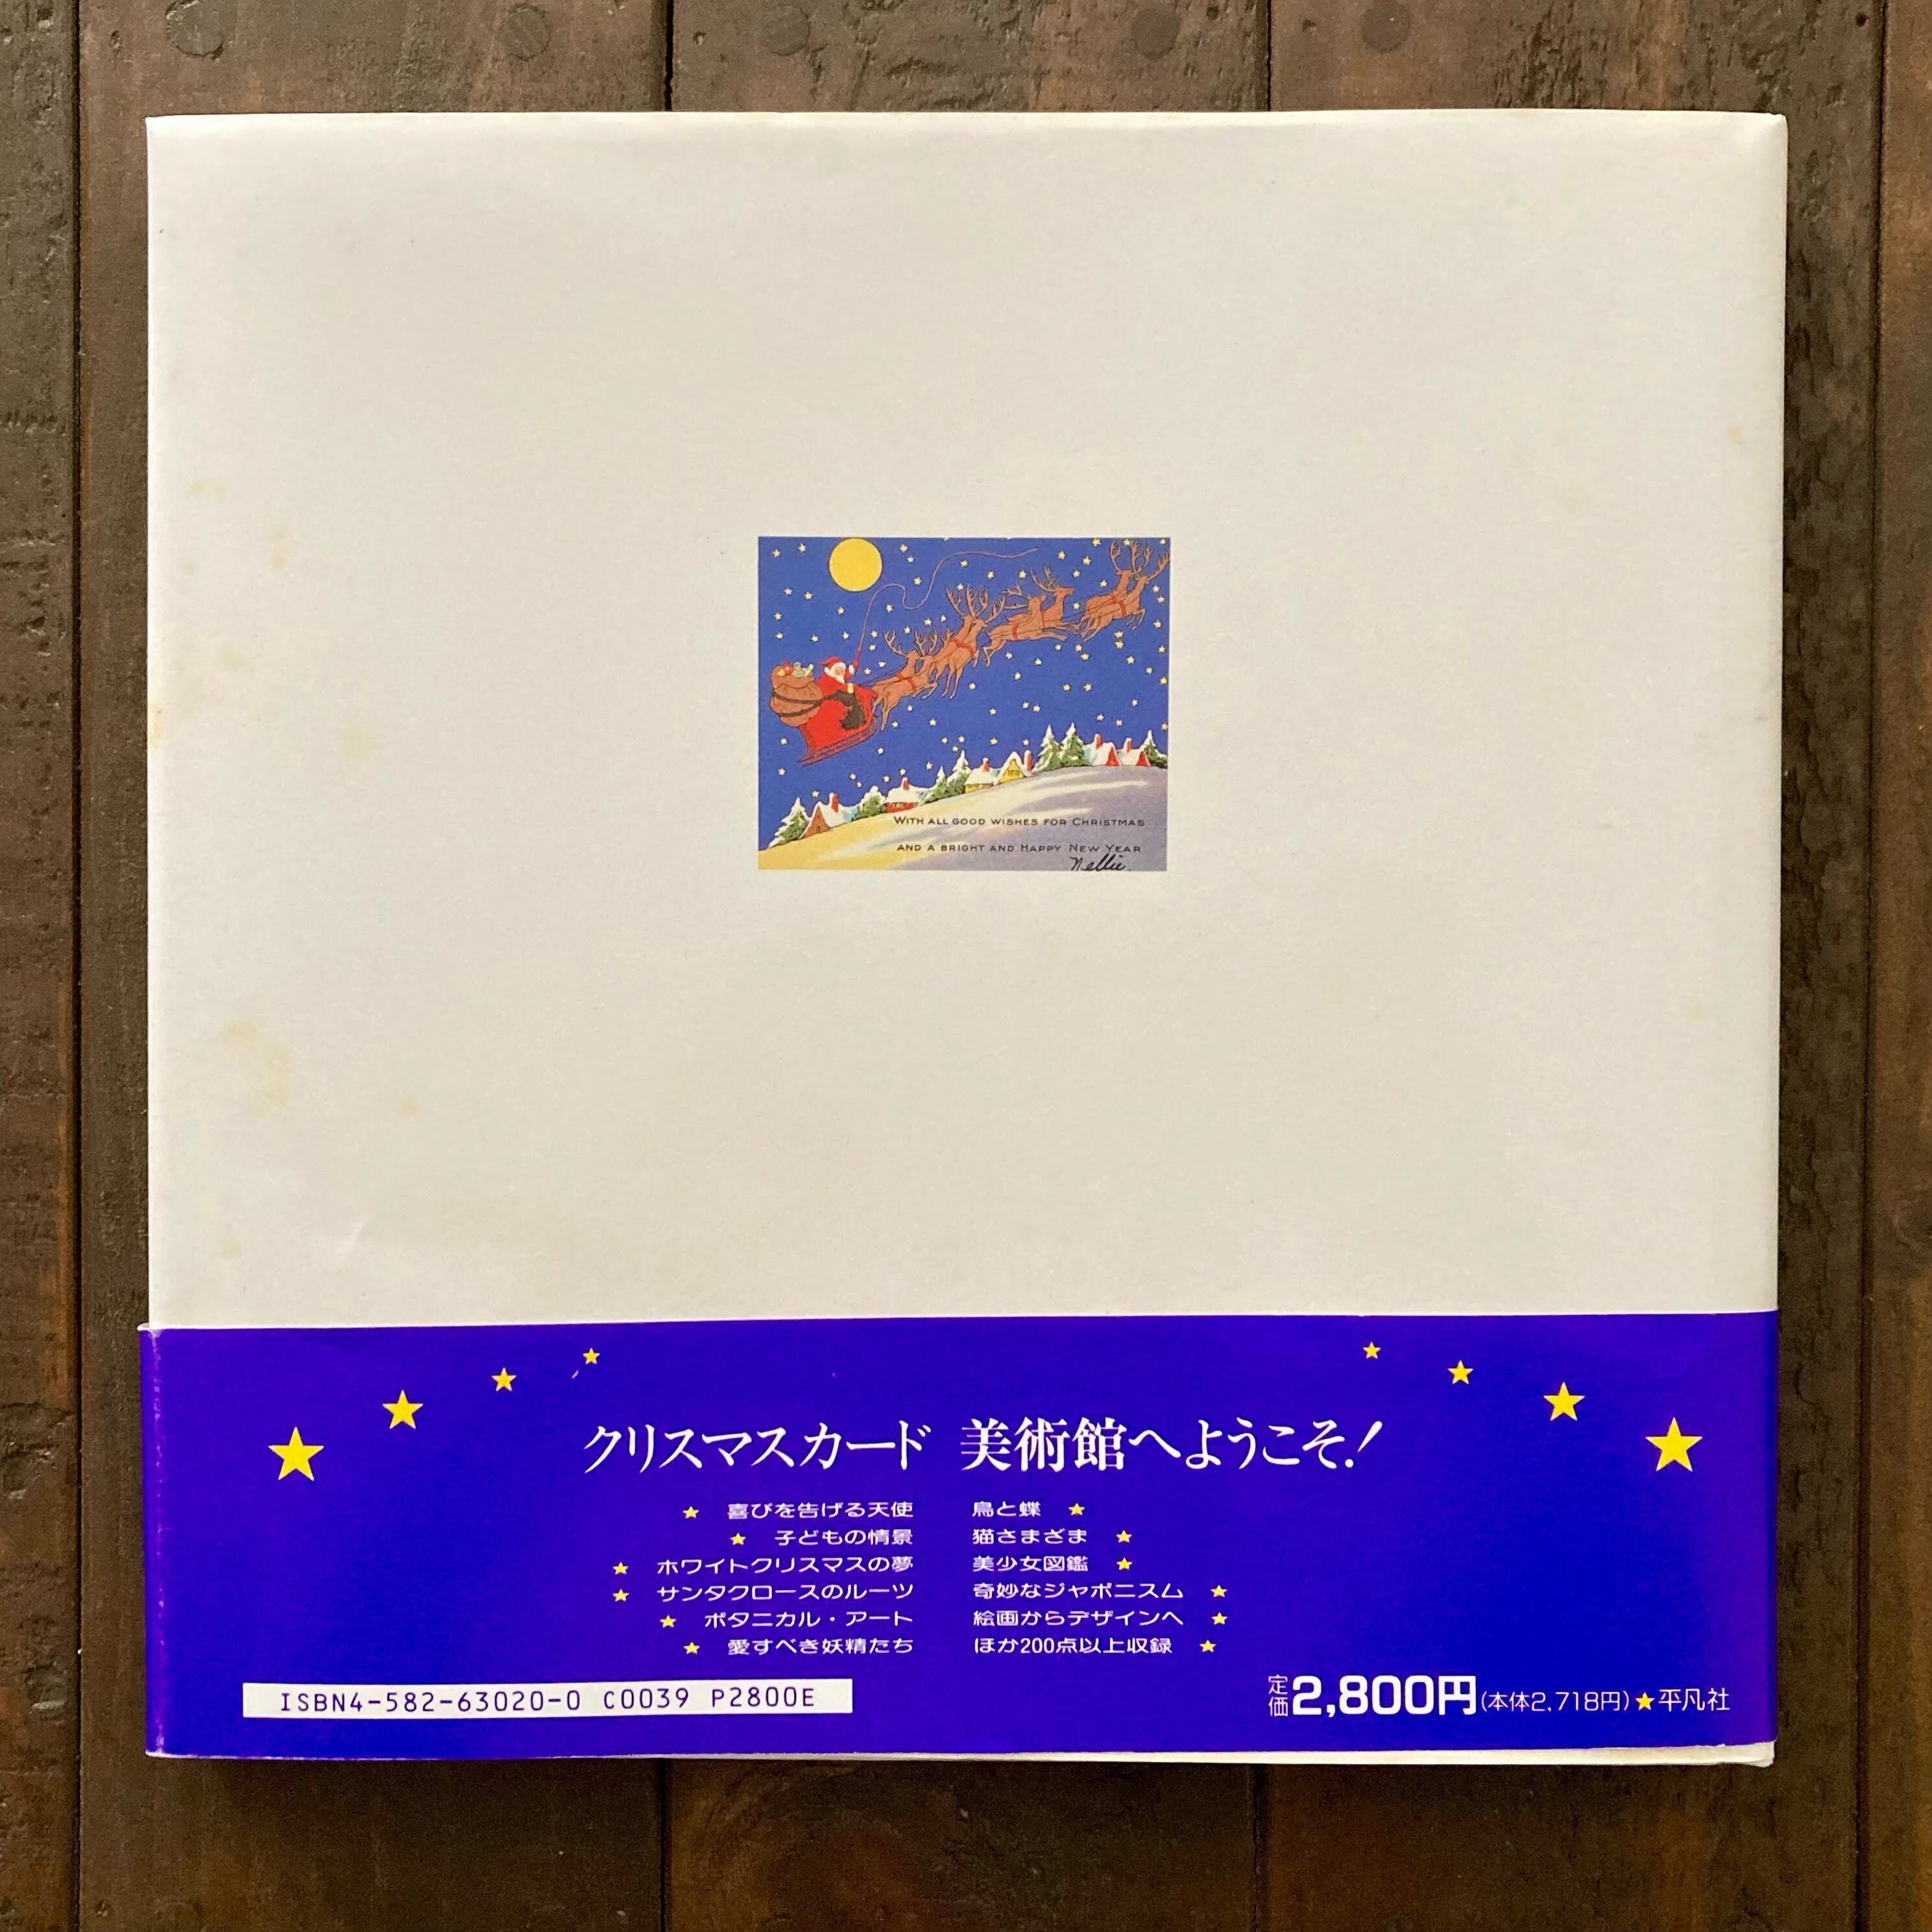 WITH ALL GOOD WISHES FOR CHRISTMAS
AND A BRIGHT AND HAPPY NEW YEAR
Nellie.
クリスマスカード 美術館へようこそ!
★ 喜びを告げる天使
★ 子どもの情景
★ ホワイトクリスマスの夢
★ サンタクロースのルーツ
★ ボタニカル・アート
★ 愛すべき妖精たち
鳥と蝶 ★
猫さまざま ★
美少女図鑑 ★
奇妙なジャポニスム ★
絵画からデザインへ ★
ほか200点以上収録 ★
ISBN4-582-63020-0 C0039 P2800E
定価2,800円(本体2,718円)★平凡社